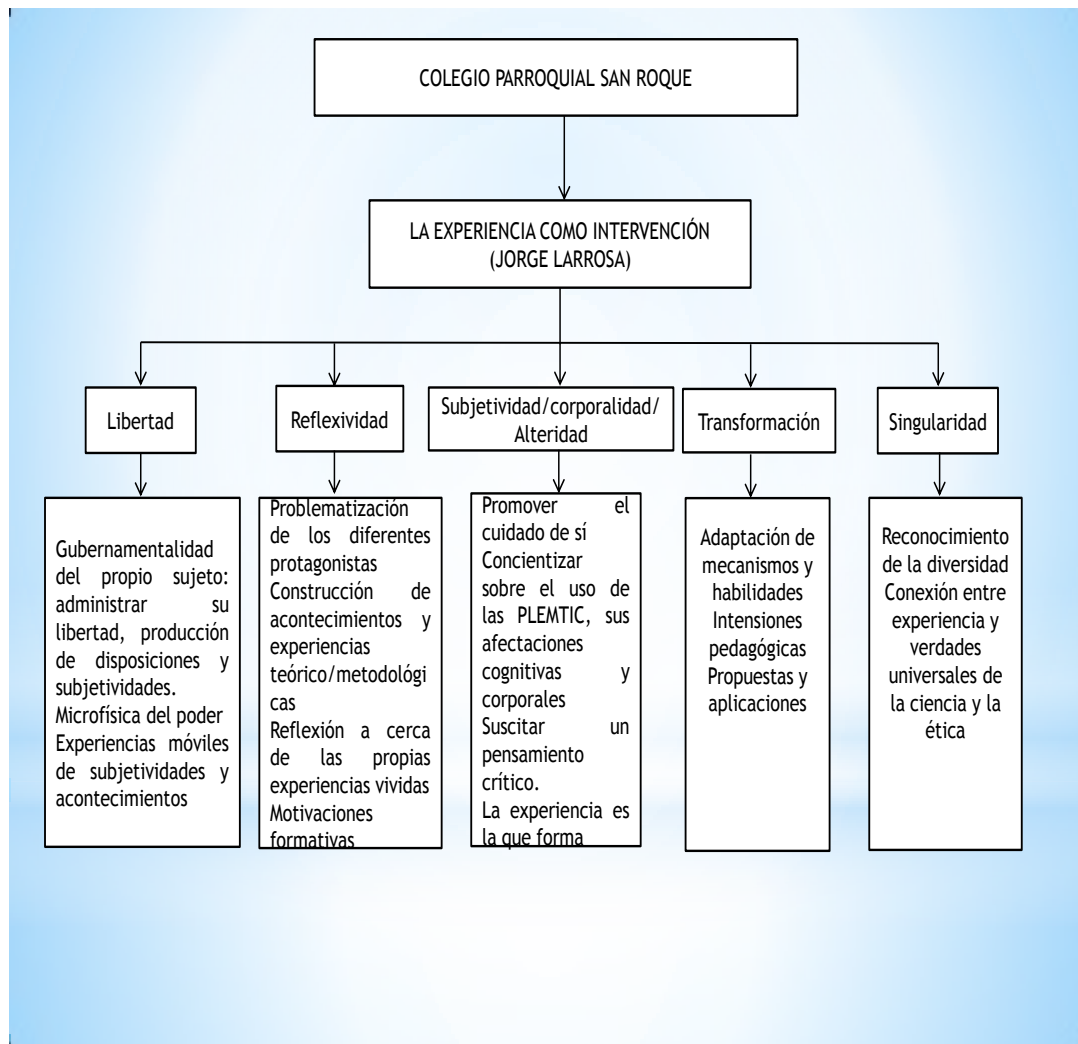 COLEGIO PARROQUIAL SAN ROQUE
LA EXPERIENCIA COMO INTERVENCIÓN
(JORGE LARROSA)
Libertad
Reflexividad
Subjetividad/corporalidad/
Alteridad
Transformación
Singularidad
Gubernamentalidad
del propio sujeto:
administrar su
libertad, producción
de disposiciones y
subjetividades.
Microfísica del poder
Experiencias móviles
de subjetividades y
acontecimientos
Problematización
de los diferentes
protagonistas
Construcción de
acontecimientos y
experiencias
teórico/metodológi
cas
Reflexión a cerca
de las propias
experiencias vividas
Motivaciones
formativas
Promover el
cuidado de sí
Concientizar
sobre el uso de
las PLEMTIC, sus
afectaciones
cognitivas y
corporales
Suscitar un
pensamiento
crítico.
La experiencia es
la que forma
Adaptación de
mecanismos y
habilidades
Intensiones
pedagógicas
Propuestas y
aplicaciones
Reconocimiento
de la diversidad
Conexión entre
experiencia y
verdades
universales de
la ciencia y la
ética